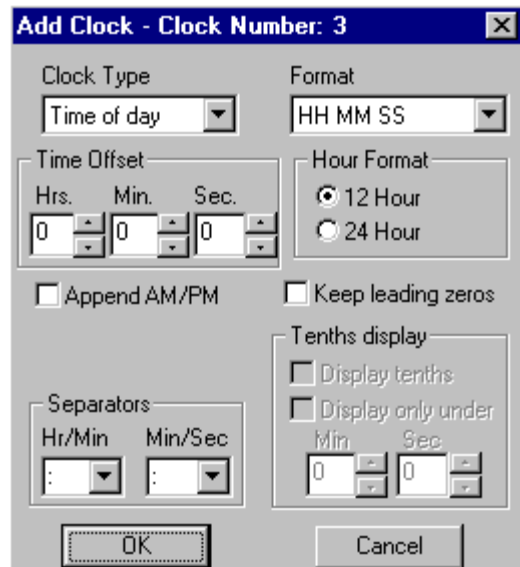 Add Clock - Clock Number: 3
Clock Type Format
Time of day HH MM SS
Time Offset Hour Format
Hrs. Min. Sec.
0 0 0
12 Hour
24 Hour
Append AM/PM Keep leading zeros
Tenths display
Display tenths
Display only under
Separators
Hr/Min Min/Sec Min Sec
: : 0 0
OK Cancel